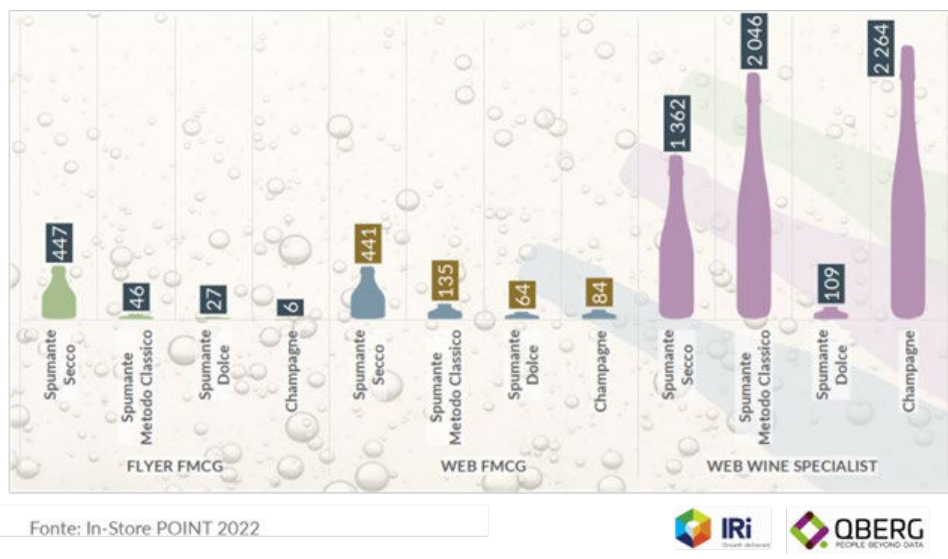 447
46
27
6
441
135
64
84
1 362
2 046
109
2 264
Spumante
Secco
Spumante
Metodo Classico
Spumante
Dolce
Champagne
Spumante
Secco
Spumante
Metodo Classico
Spumante
Dolce
Champagne
Spumante
Secco
Spumante
Metodo Classico
Spumante
Dolce
Champagne
FLYER FMCG
WEB FMCG
WEB WINE SPECIALIST
Fonte: In-Store POINT 2022
IRi
Growth delivered
QBERG
PEOPLE BEYOND DATA